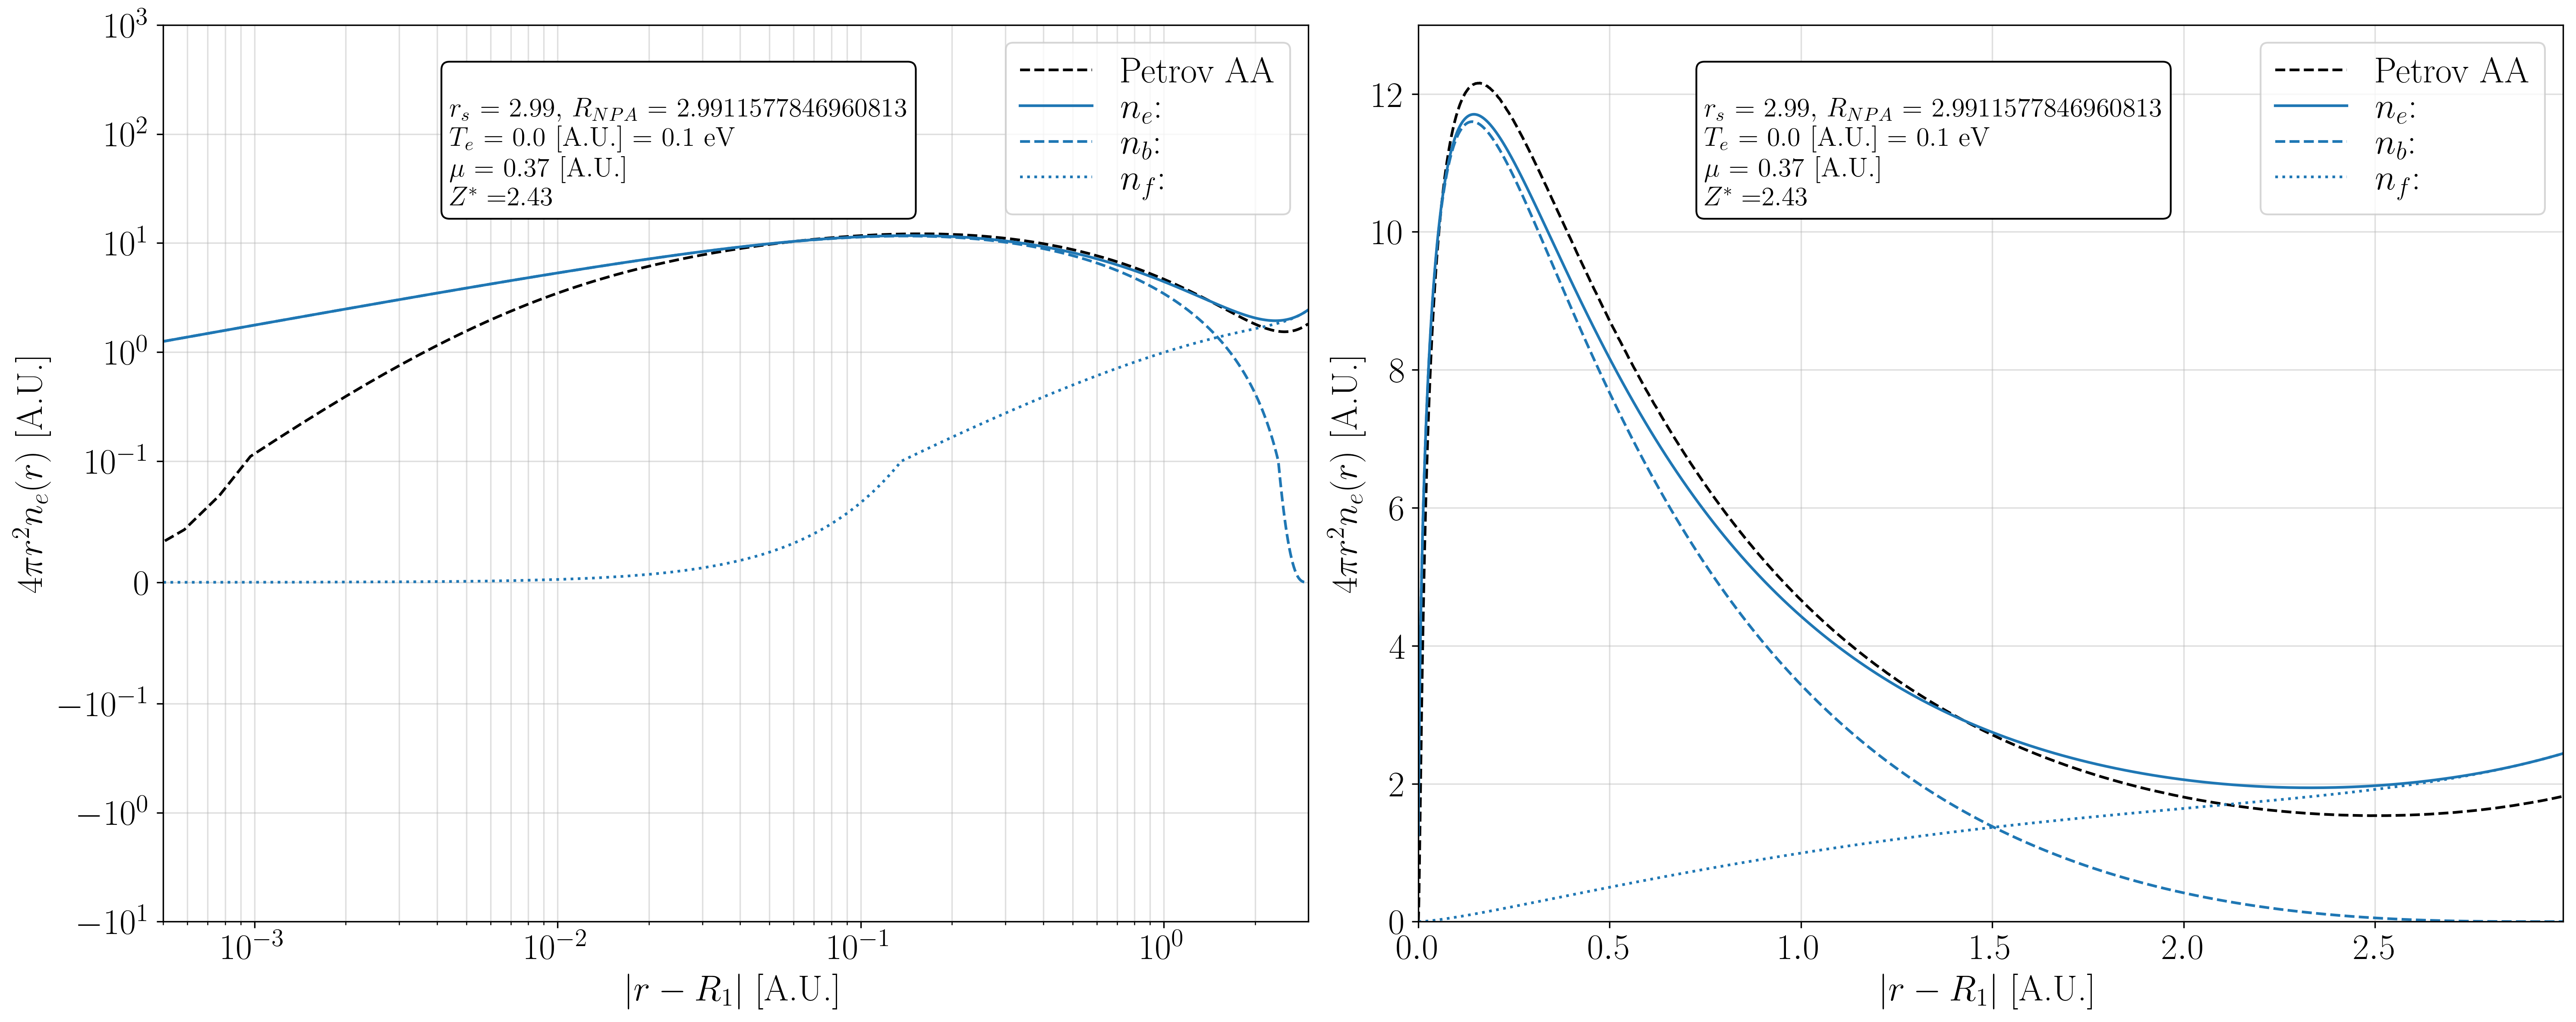 10^3
10^2
10^1
10^0
10^{-1}
0
-10^{-1}
-10^0
-10^1
4πr^2 n_e(r) [A.U.]
r_s = 2.99, R_{NPA} = 2.9911577846960813
T_e = 0.0 [A.U.] = 0.1 eV
μ = 0.37 [A.U.]
Z* =2.43
Petrov AA
n_e:
n_b:
n_f:
10^{-3} 10^{-2} 10^{-1} 10^0
|r − R_1| [A.U.]
12
10
8
6
4
2
0
4πr^2 n_e(r) [A.U.]
r_s = 2.99, R_{NPA} = 2.9911577846960813
T_e = 0.0 [A.U.] = 0.1 eV
μ = 0.37 [A.U.]
Z* =2.43
Petrov AA
n_e:
n_b:
n_f:
0.0 0.5 1.0 1.5 2.0 2.5
|r − R_1| [A.U.]